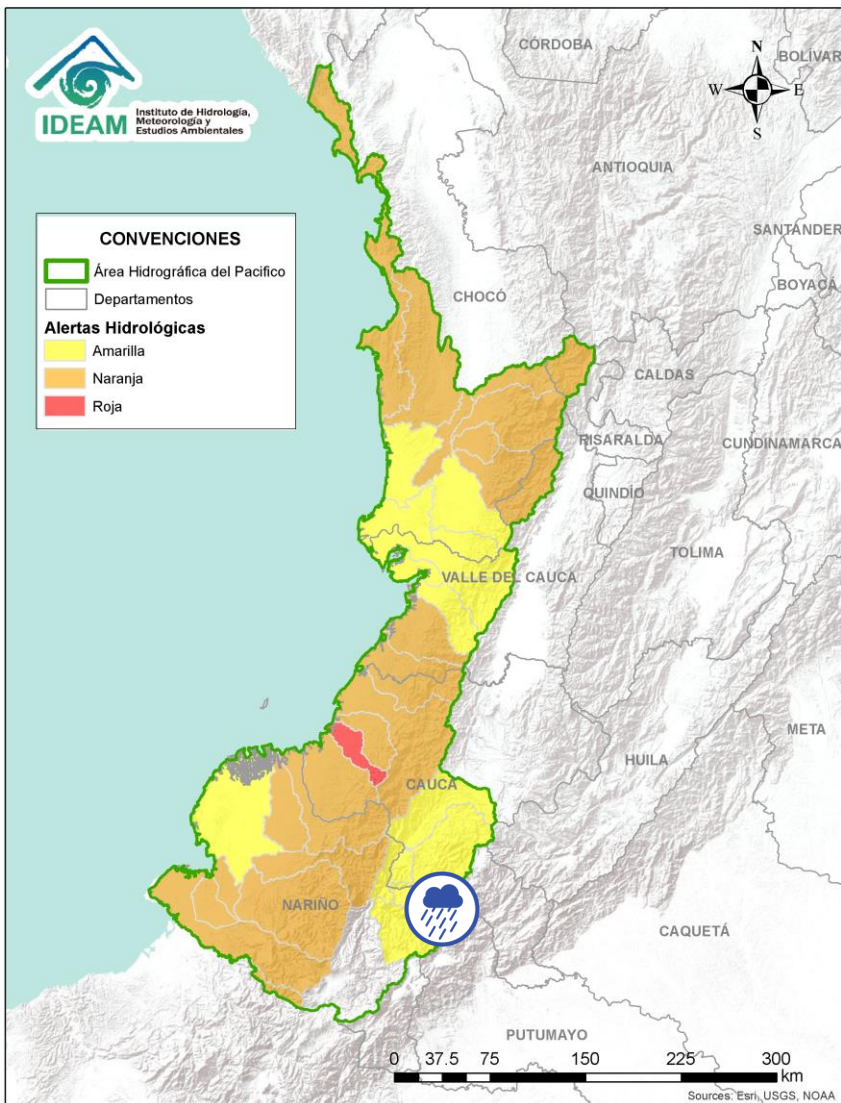 IDEAM
Instituto de Hidrología,
Meteorología y
Estudios Ambientales
CÓRDOBA
BOLÍVAR
N
W
E
S
ANTIOQUIA
SANTANDER
BOYACÁ
CONVENCIONES
Área Hidrográfica del Pacifico
Departamentos
Alertas Hidrológicas
Amarilla
Naranja
Roja
CHOCÓ
CALDAS
RISARALDA
CUNDINAMARCA
QUINDÍO
TOLIMA
VALLE DEL CAUCA
META
HUILA
CAUCA
NARIÑO
CAQUETÁ
PUTUMAYO
0 37.5 75 150 225 300
km
Sources: Esri, USGS, NOAA